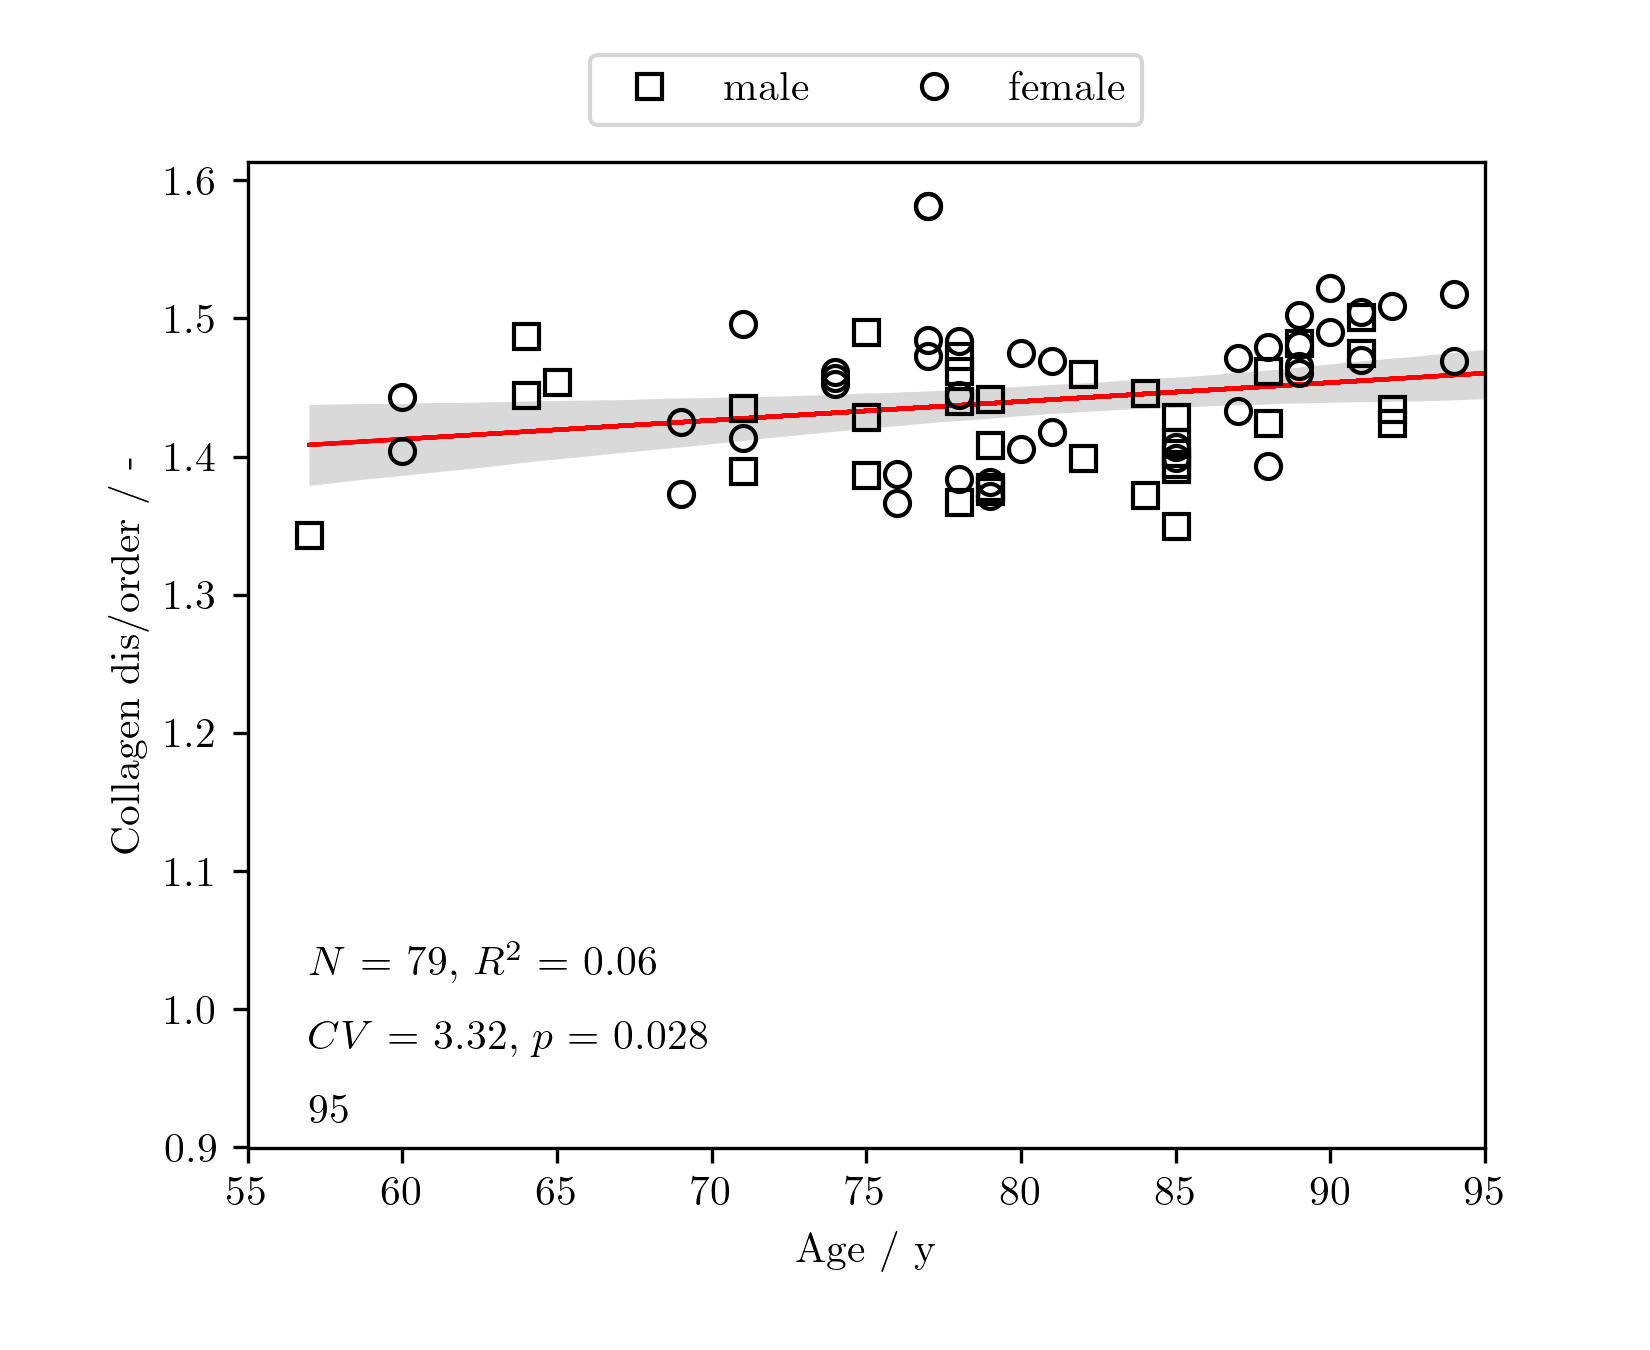 male female
1.6
1.5
1.4
1.3
1.2
1.1
1.0
0.9
Collagen dis/order / -
N = 79, R² = 0.06
CV = 3.32, p = 0.028
95
55 60 65 70 75 80 85 90 95
Age / y